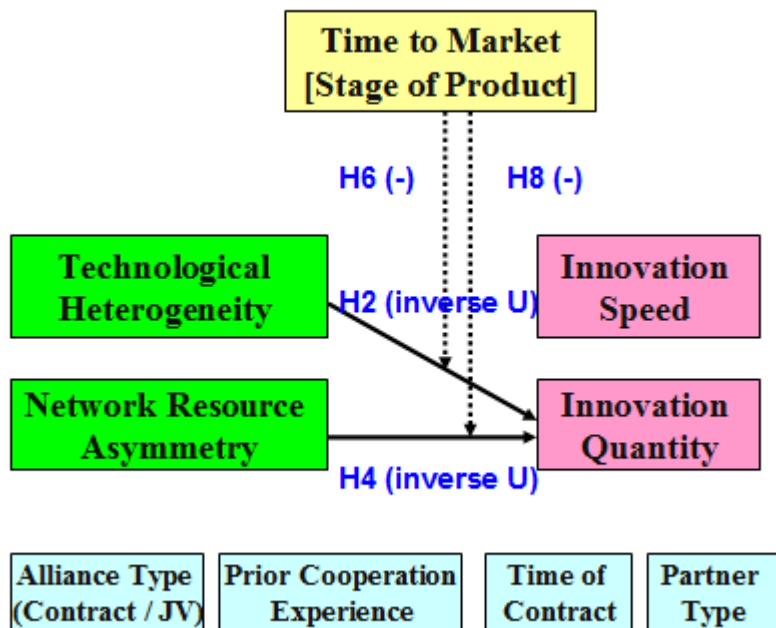 Time to Market
[Stage of Product]
H6 (-)
H8 (-)
Technological
Heterogeneity
H2 (inverse U)
Innovation
Speed
Network Resource
Asymmetry
Innovation
Quantity
H4 (inverse U)
Alliance Type
(Contract / JV)
Prior Cooperation
Experience
Time of
Contract
Partner
Type